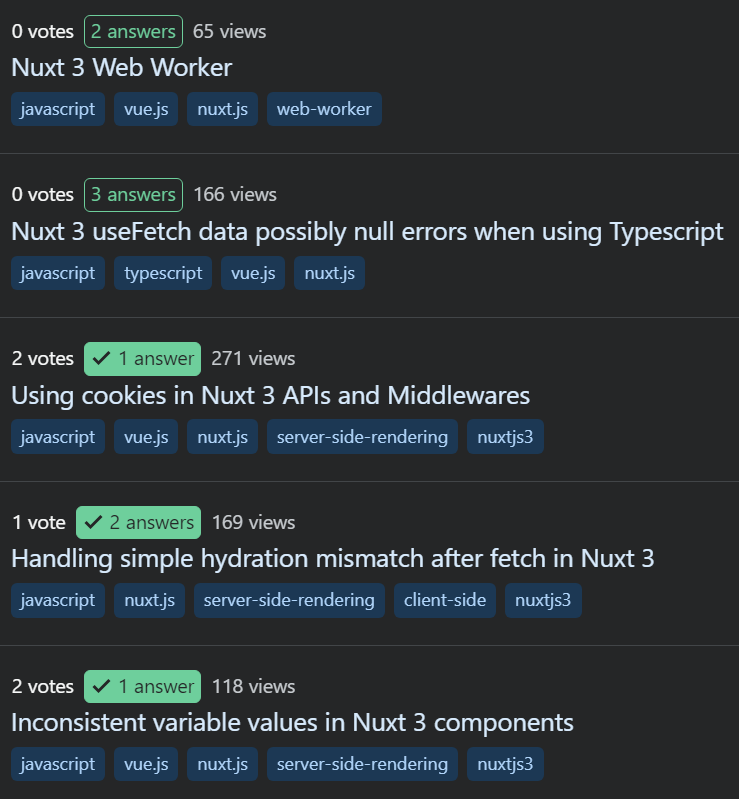 0 votes 2 answers 65 views
Nuxt 3 Web Worker
javascript vue.js nuxt.js web-worker
0 votes 3 answers 166 views
Nuxt 3 useFetch data possibly null errors when using Typescript
javascript typescript vue.js nuxt.js
2 votes ✓ 1 answer 271 views
Using cookies in Nuxt 3 APIs and Middlewares
javascript vue.js nuxt.js server-side-rendering nuxtjs3
1 vote ✓ 2 answers 169 views
Handling simple hydration mismatch after fetch in Nuxt 3
javascript nuxt.js server-side-rendering client-side nuxtjs3
2 votes ✓ 1 answer 118 views
Inconsistent variable values in Nuxt 3 components
javascript vue.js nuxt.js server-side-rendering nuxtjs3